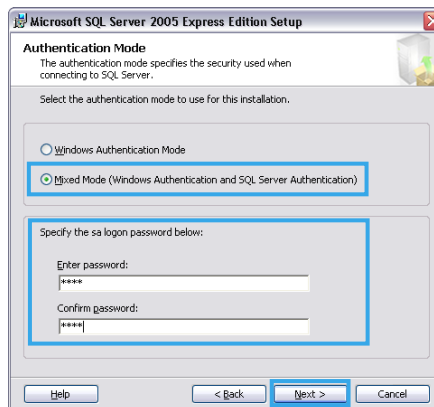 Microsoft SQL Server 2005 Express Edition Setup
Authentication Mode
The authentication mode specifies the security used when
connecting to SQL Server.
Select the authentication mode to use for this installation.
Windows Authentication Mode
Mixed Mode (Windows Authentication and SQL Server Authentication)
Specify the sa logon password below:
Enter password:
****
Confirm password:
****
Help
< Back
Next >
Cancel